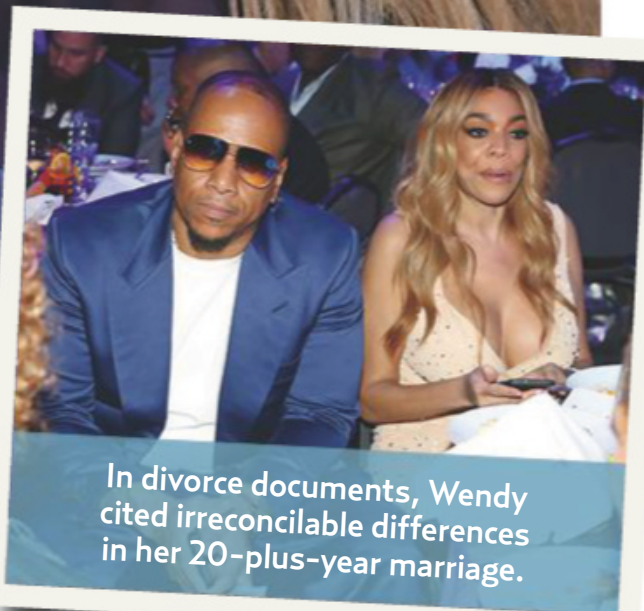 In divorce documents, Wendy
cited irreconcilable differences
in her 20-plus-year marriage.